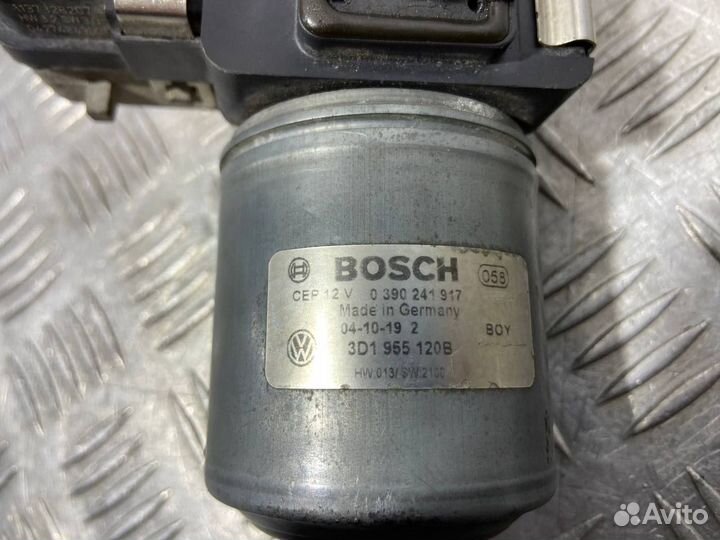 BOSCH 058
CEP 12 V 0 390 241 917
Made in Germany
04-10-19 2 BOY
3D1 955 120B
HW:013/ SW:2100
Avito